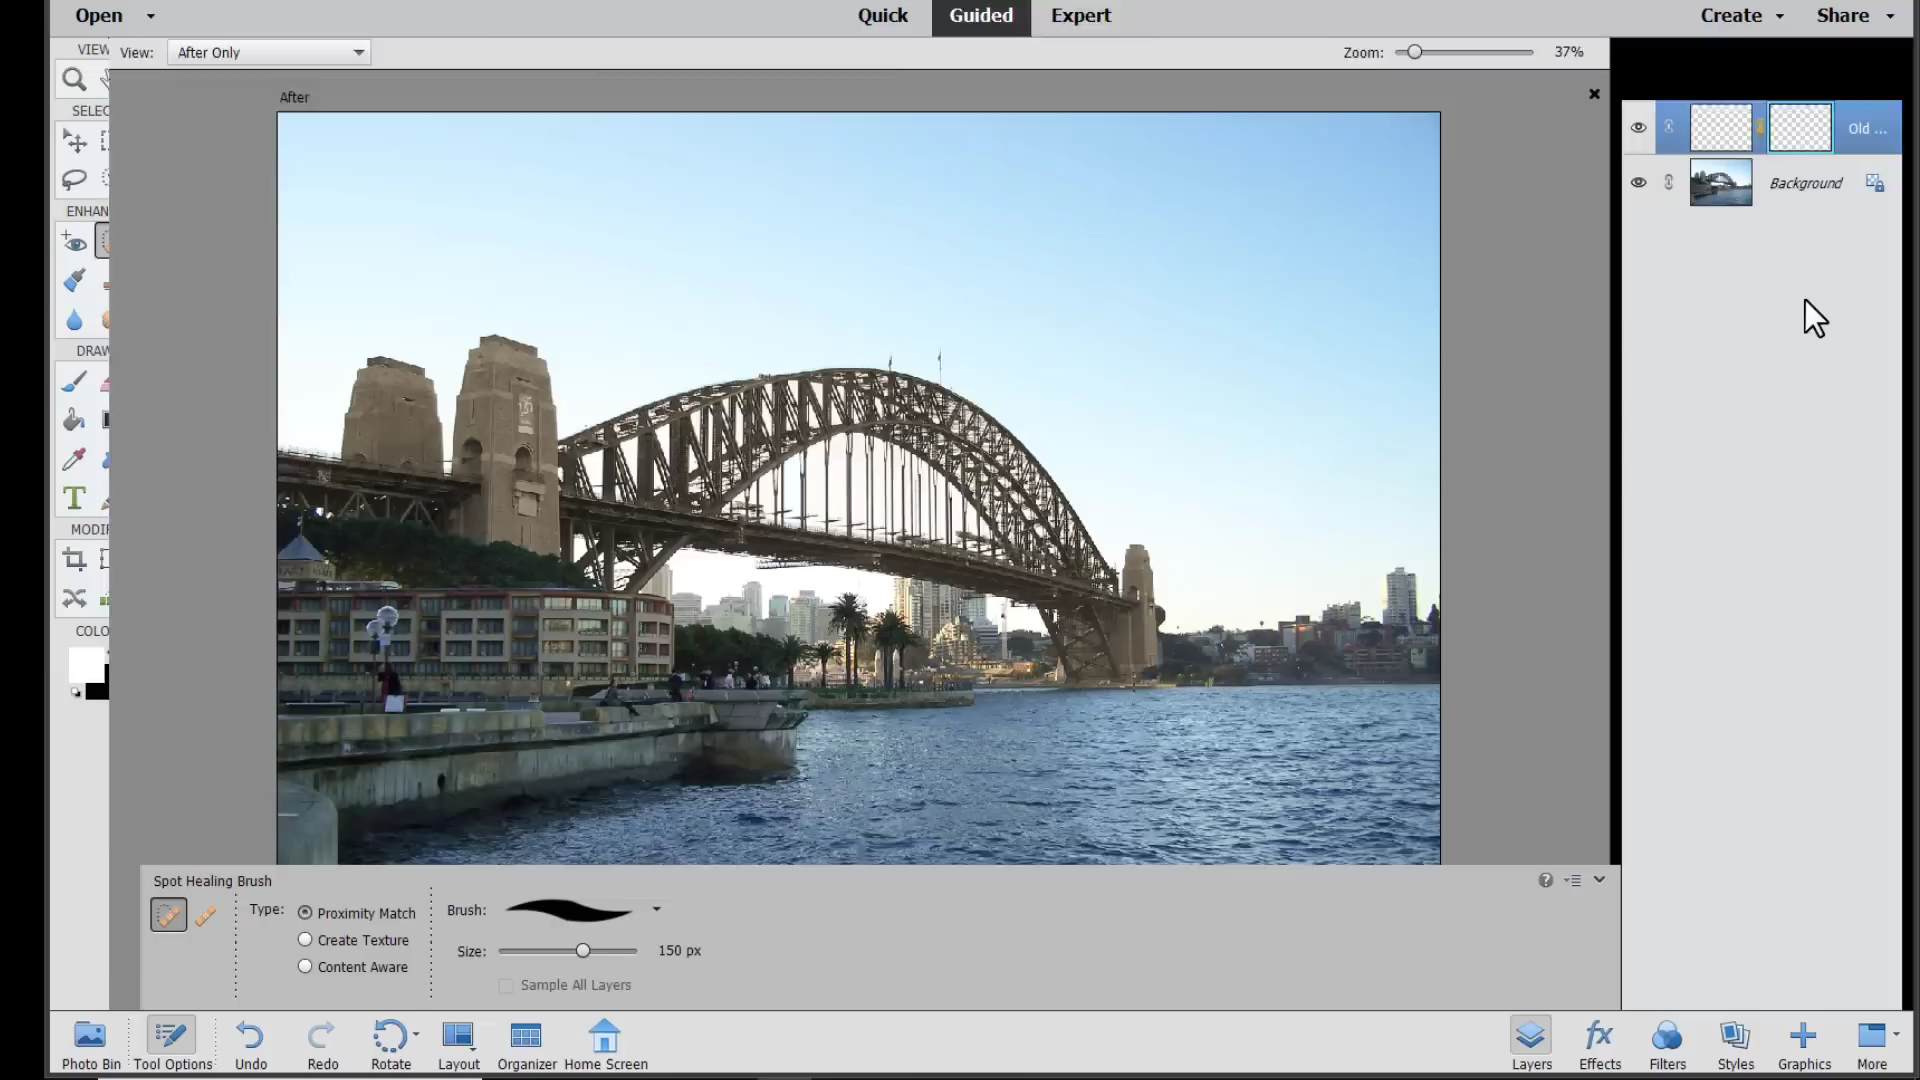 Open
Quick
Guided
Expert
Create
Share
VIEW
View:
After Only
Zoom:
37%
SELEC
After
Old ...
Background
ENHAN
DRAW
T
MODIF
COLO
Spot Healing Brush
Type:
Proximity Match
Create Texture
Content Aware
Brush:
Size:
150 px
Sample All Layers
Photo Bin
Tool Options
Undo
Redo
Rotate
Layout
Organizer
Home Screen
Layers
fx
Effects
Filters
Styles
Graphics
More